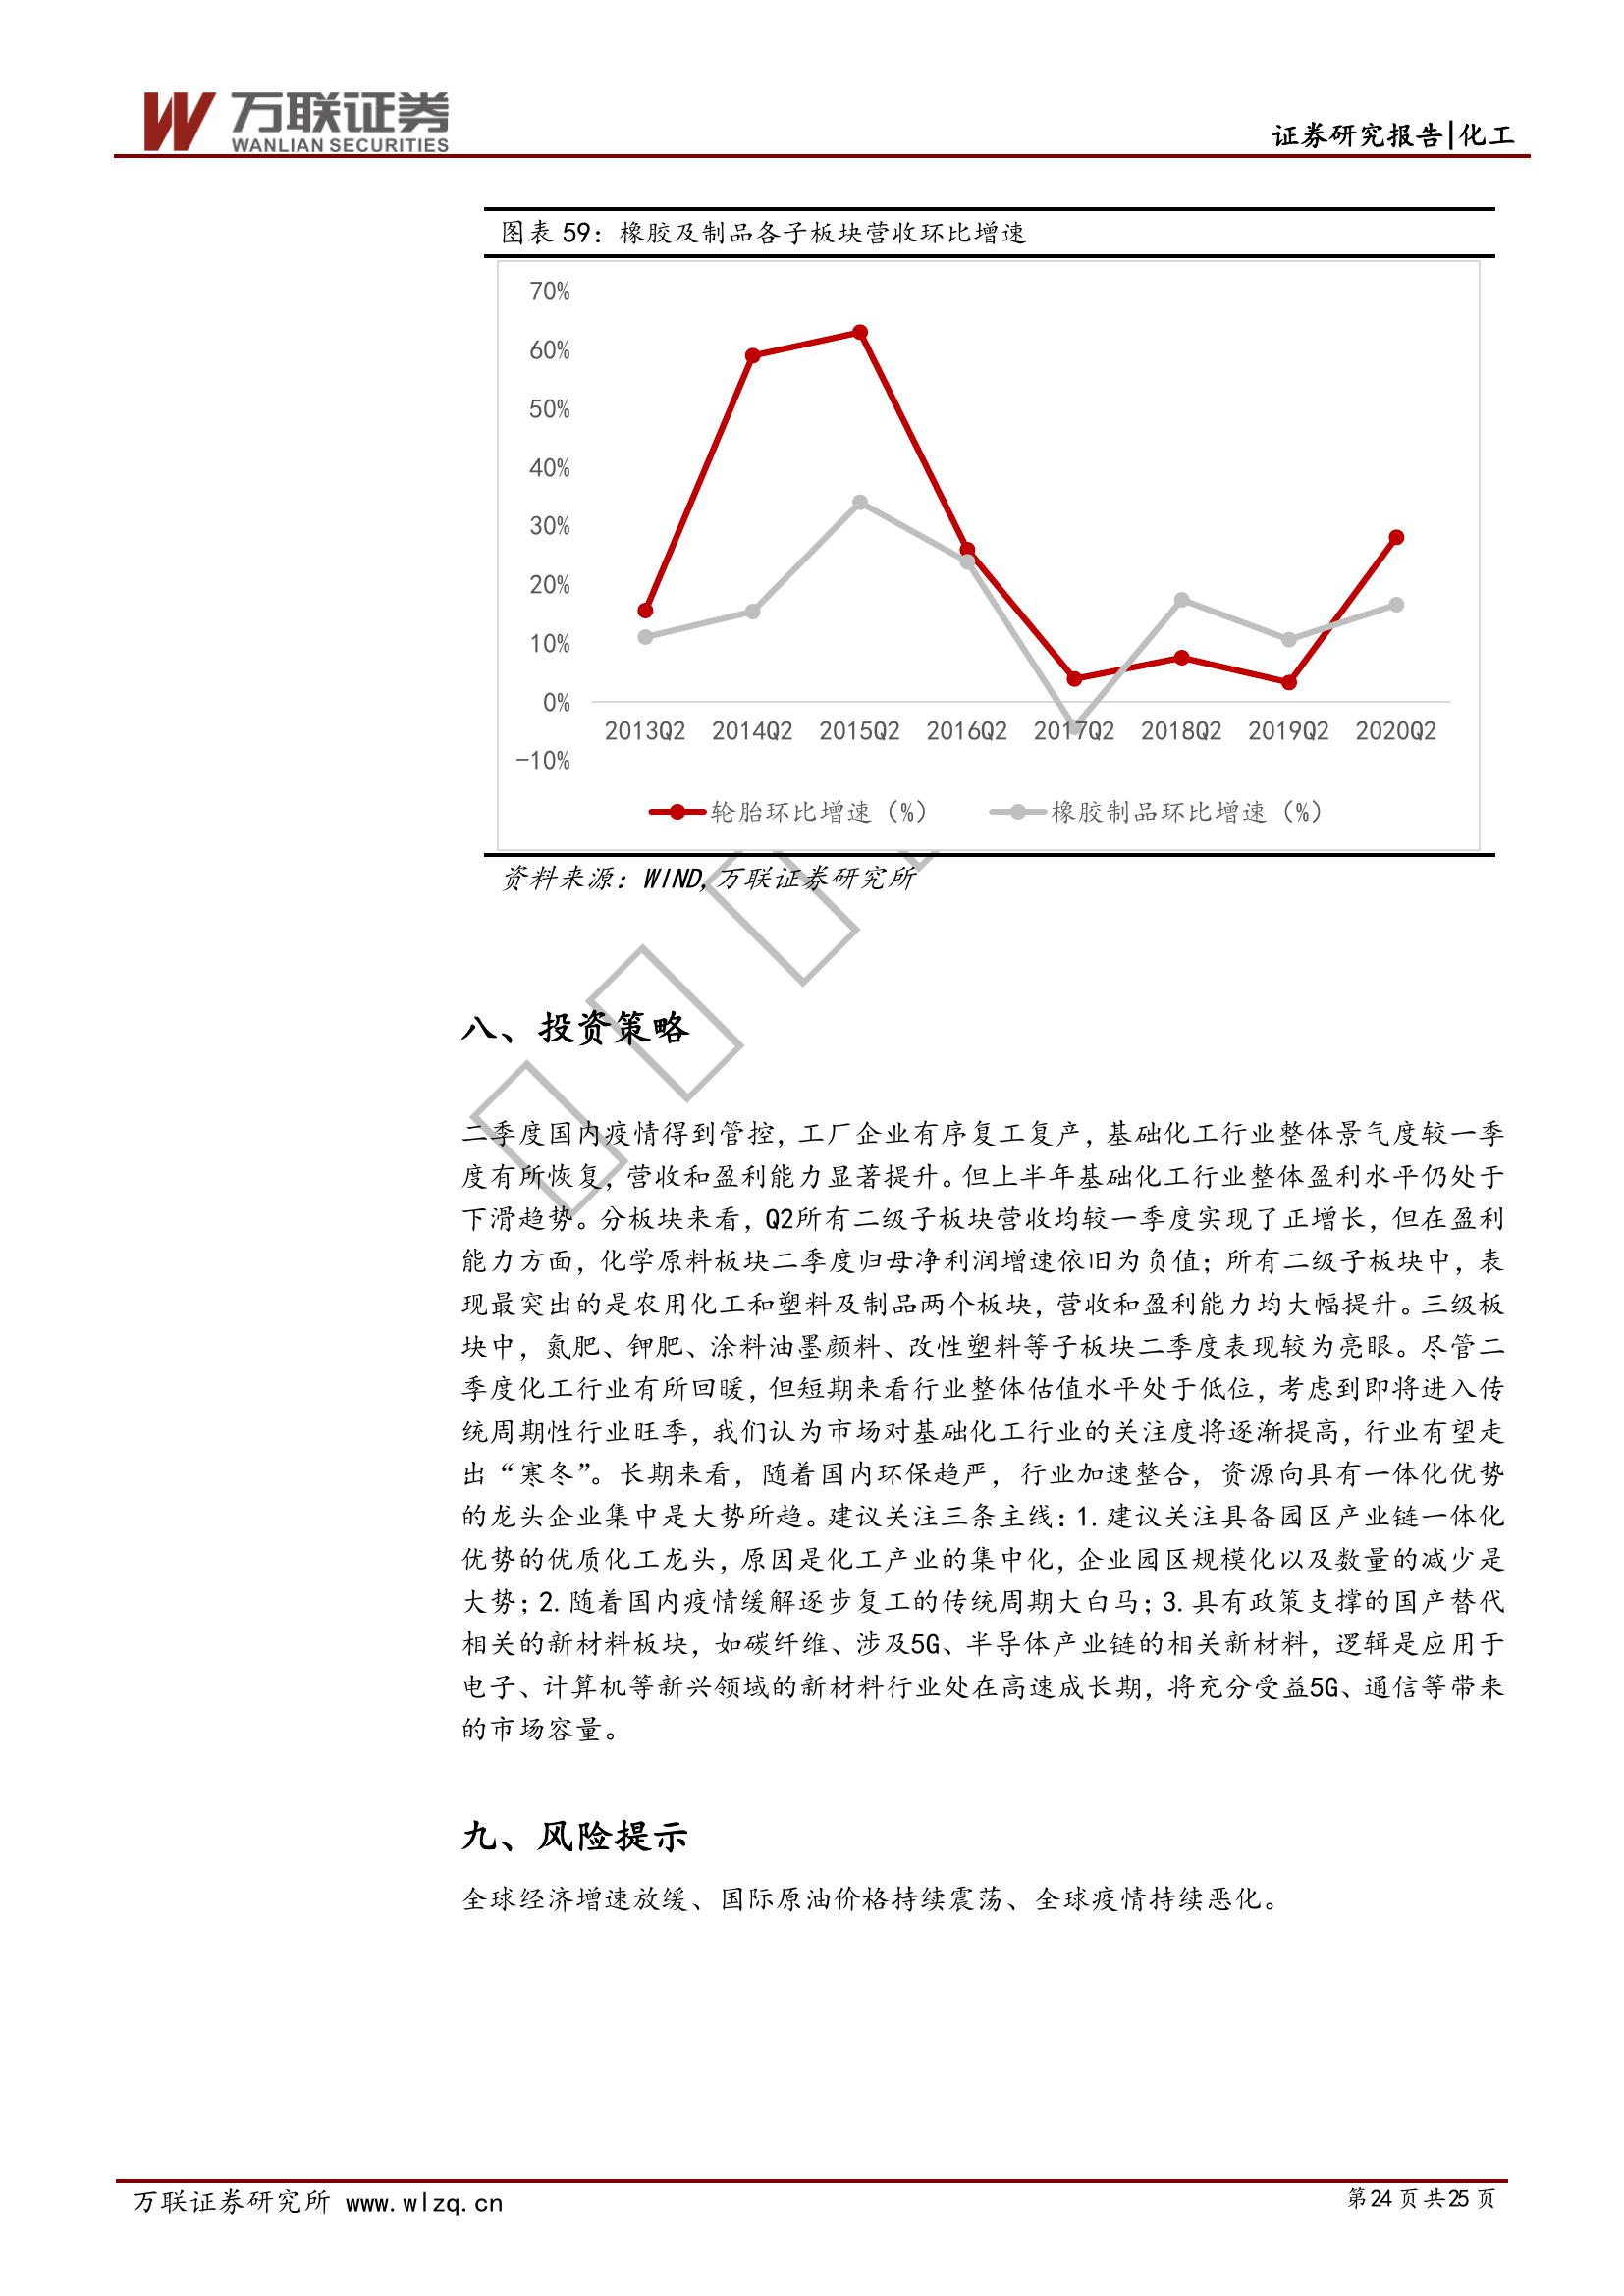 万联证券
WANLIAN SECURITIES
证券研究报告|化工
图表 59：橡胶及制品各子板块营收环比增速
70%
60%
50%
40%
30%
20%
10%
0%
-10%
2013Q2 2014Q2 2015Q2 2016Q2 2017Q2 2018Q2 2019Q2 2020Q2
轮胎环比增速（%） 橡胶制品环比增速（%）
资料来源：WIND,万联证券研究所
八、投资策略
二季度国内疫情得到管控，工厂企业有序复工复产，基础化工行业整体景气度较一季
度有所恢复，营收和盈利能力显著提升。但上半年基础化工行业整体盈利水平仍处于
下滑趋势。分板块来看，Q2所有二级子板块营收均较一季度实现了正增长，但在盈利
能力方面，化学原料板块二季度归母净利润增速依旧为负值；所有二级子板块中，表
现最突出的是农用化工和塑料及制品两个板块，营收和盈利能力均大幅提升。三级板
块中，氮肥、钾肥、涂料油墨颜料、改性塑料等子板块二季度表现较为亮眼。尽管二
季度化工行业有所回暖，但短期来看行业整体估值水平处于低位，考虑到即将进入传
统周期性行业旺季，我们认为市场对基础化工行业的关注度将逐渐提高，行业有望走
出“寒冬”。长期来看，随着国内环保趋严，行业加速整合，资源向具有一体化优势
的龙头企业集中是大势所趋。建议关注三条主线：1.建议关注具备园区产业链一体化
优势的优质化工龙头，原因是化工产业的集中化，企业园区规模化以及数量的减少是
大势；2.随着国内疫情缓解逐步复工的传统周期大白马；3.具有政策支撑的国产替代
相关的新材料板块，如碳纤维、涉及5G、半导体产业链的相关新材料，逻辑是应用于
电子、计算机等新兴领域的新材料行业处在高速成长期，将充分受益5G、通信等带来
的市场容量。
九、风险提示
全球经济增速放缓、国际原油价格持续震荡、全球疫情持续恶化。
万联证券研究所 www.wlzq.cn
第24页共25页